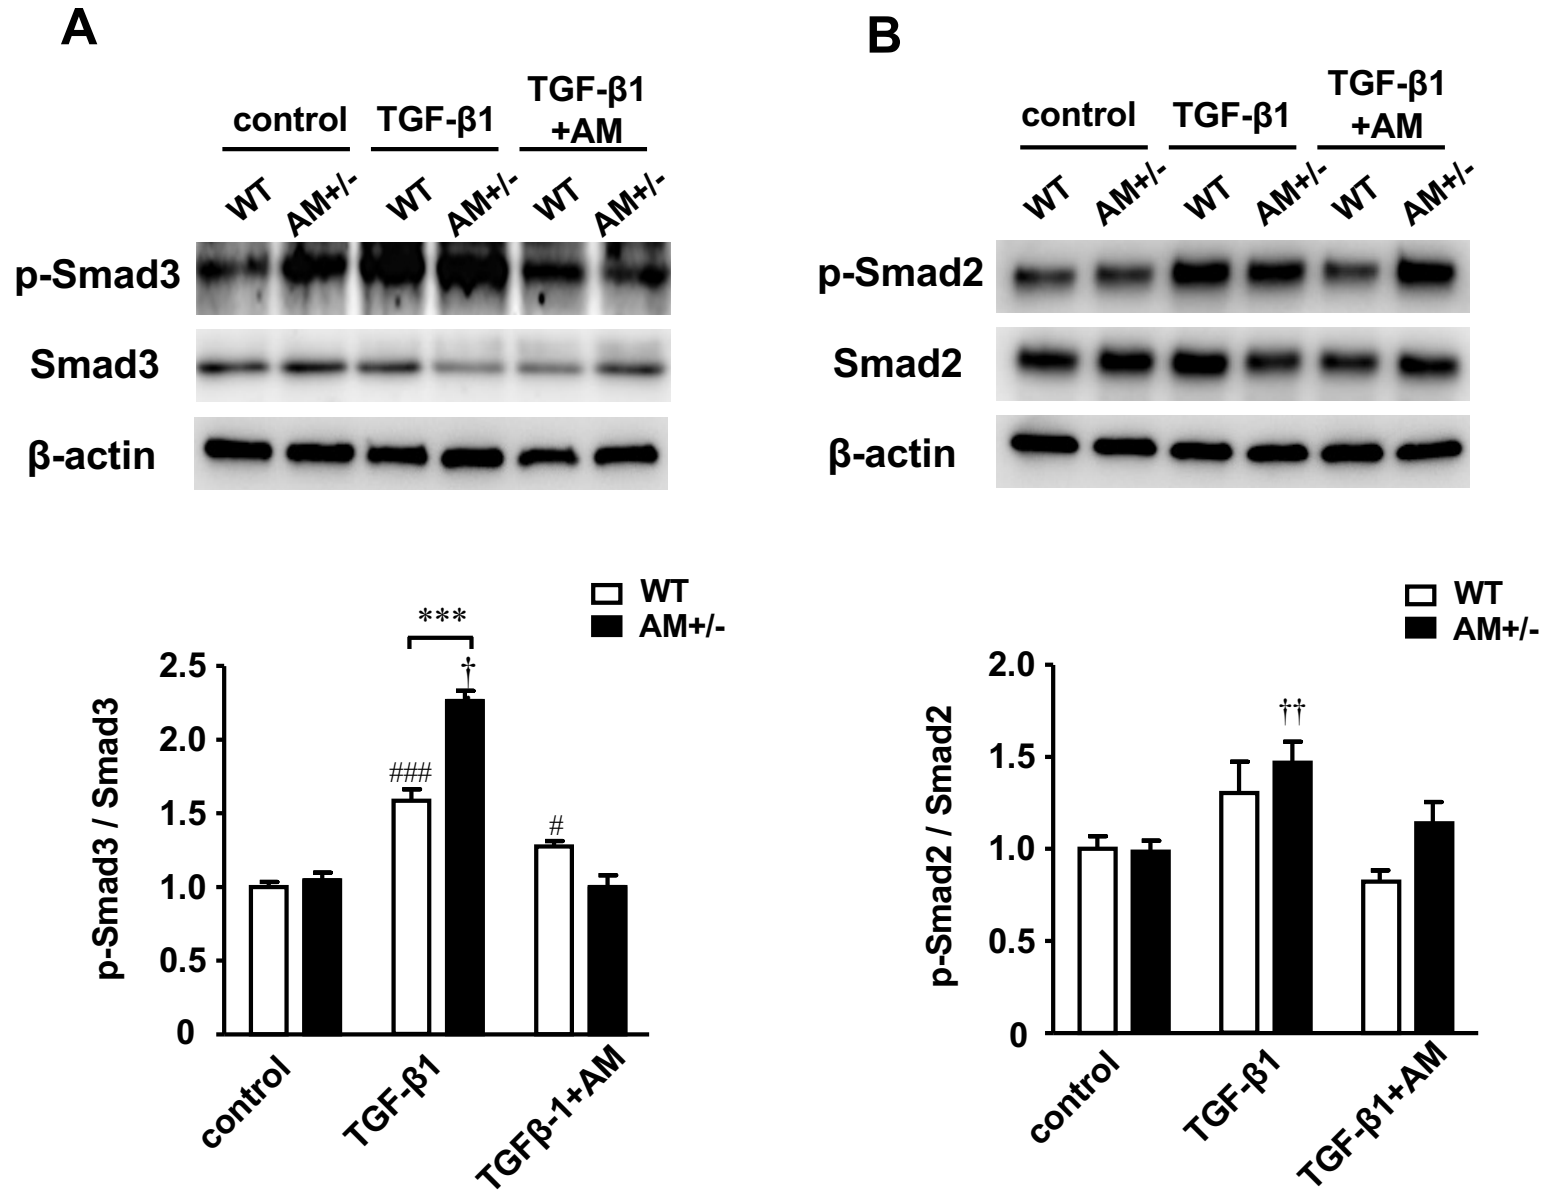 A
control
TGF-β1
TGF-β1
+AM
WT
AM+/-
WT
AM+/-
WT
AM+/-
p-Smad3
Smad3
β-actin
WT
AM+/-
***
†
###
#
2.5
2.0
1.5
1.0
0.5
0
p-Smad3 / Smad3
control
TGF-β1
TGFβ-1+AM
B
control
TGF-β1
TGF-β1
+AM
WT
AM+/-
WT
AM+/-
WT
AM+/-
p-Smad2
Smad2
β-actin
WT
AM+/-
††
2.0
1.5
1.0
0.5
0
p-Smad2 / Smad2
control
TGF-β1
TGF-β1+AM